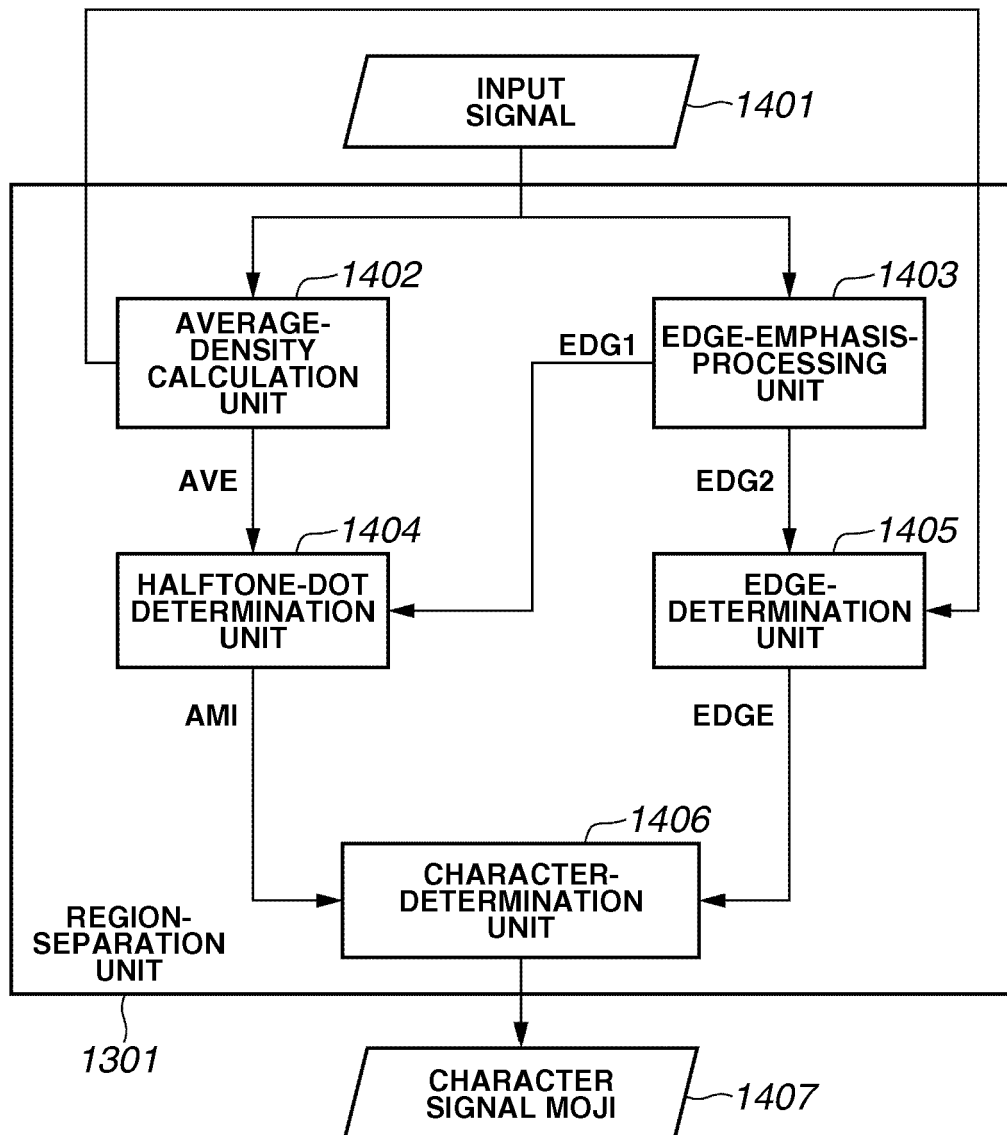 INPUT
SIGNAL
1401
1402
1403
AVERAGE-
DENSITY
CALCULATION
UNIT
EDG1
EDGE-EMPHASIS-
PROCESSING
UNIT
AVE
EDG2
1404
1405
HALFTONE-DOT
DETERMINATION
UNIT
EDGE-
DETERMINATION
UNIT
AMI
EDGE
1406
CHARACTER-
DETERMINATION
UNIT
REGION-
SEPARATION
UNIT
1301
CHARACTER
SIGNAL MOJI
1407